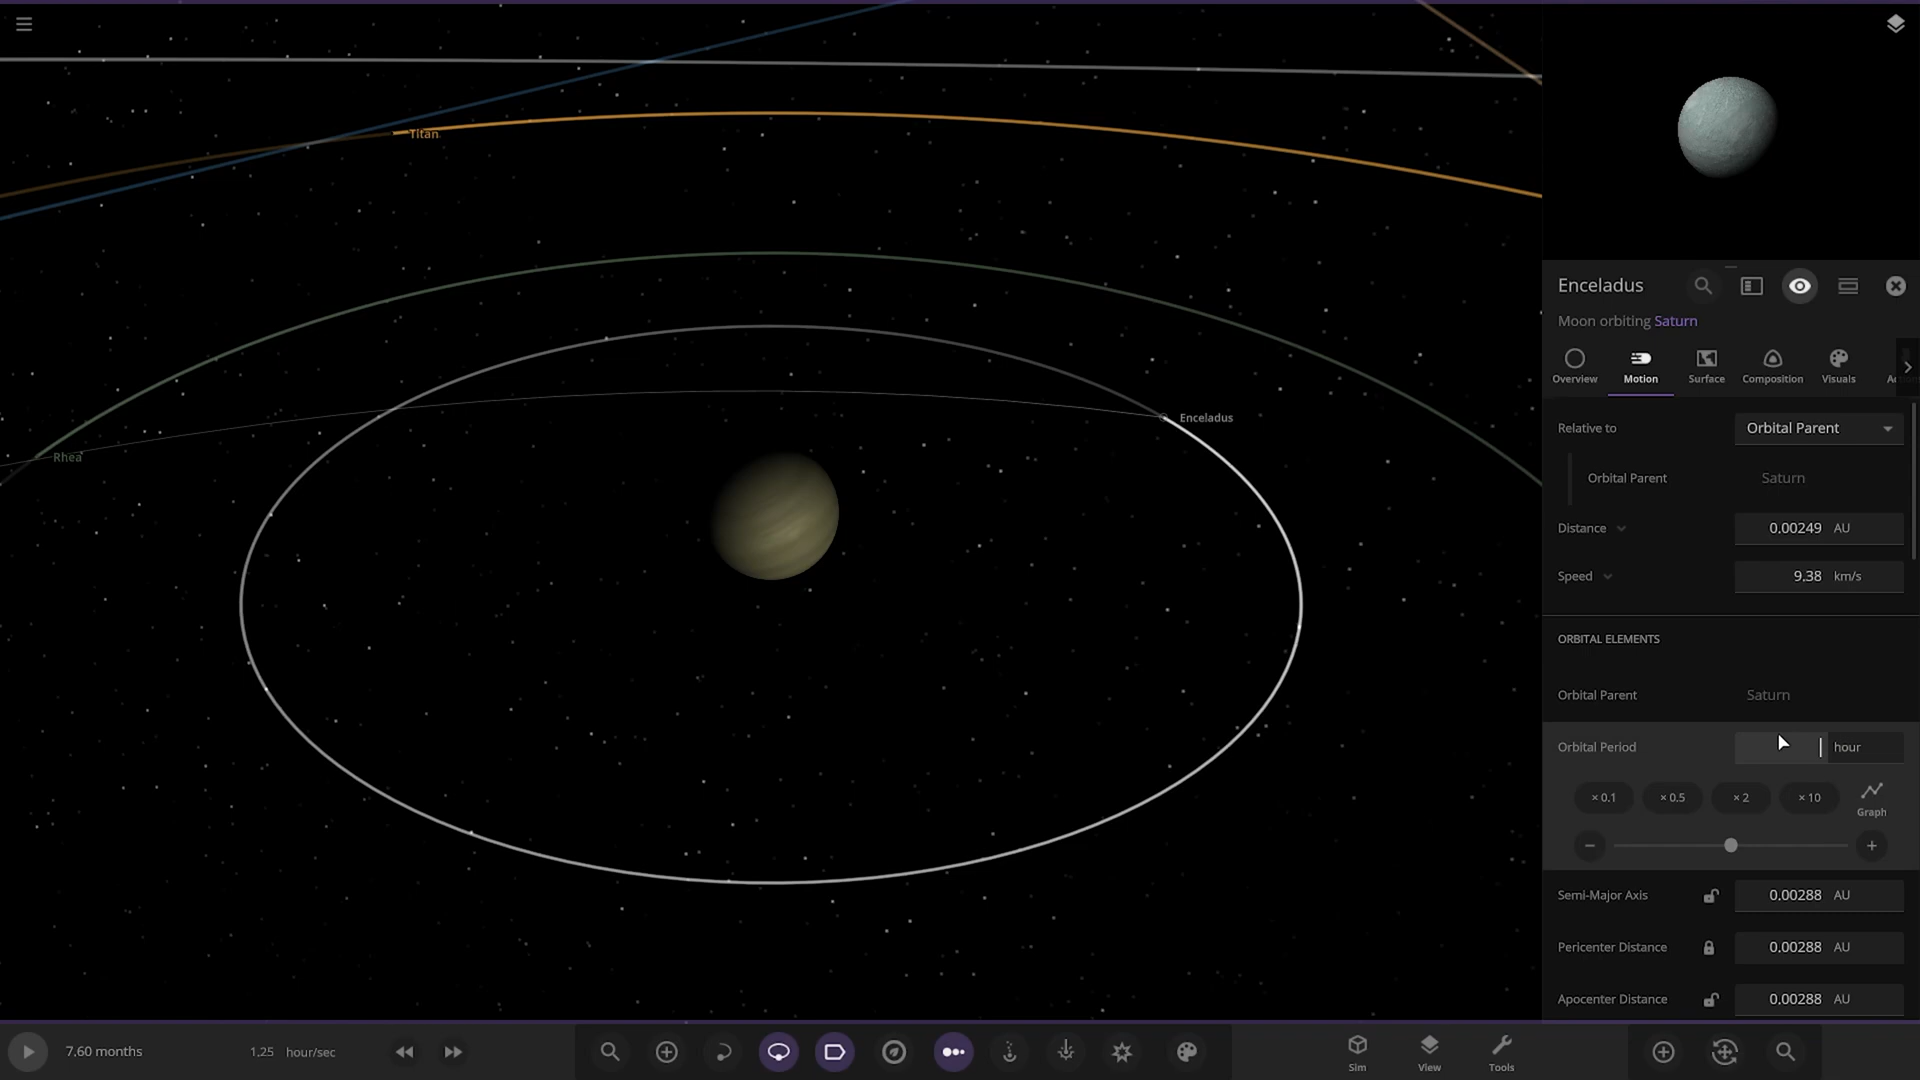 Titan
Enceladus
Rhea
Enceladus
Moon orbiting Saturn
Overview
Motion
Surface
Composition
Visuals
Relative to
Orbital Parent
Orbital Parent
Saturn
Distance
0.00249 AU
Speed
9.38 km/s
ORBITAL ELEMENTS
Orbital Parent
Saturn
Orbital Period
hour
× 0.1
× 0.5
× 2
× 10
Graph
Semi-Major Axis
0.00288 AU
Pericenter Distance
0.00288 AU
Apocenter Distance
0.00288 AU
7.60 months
1.25 hour/sec
Sim
View
Tools